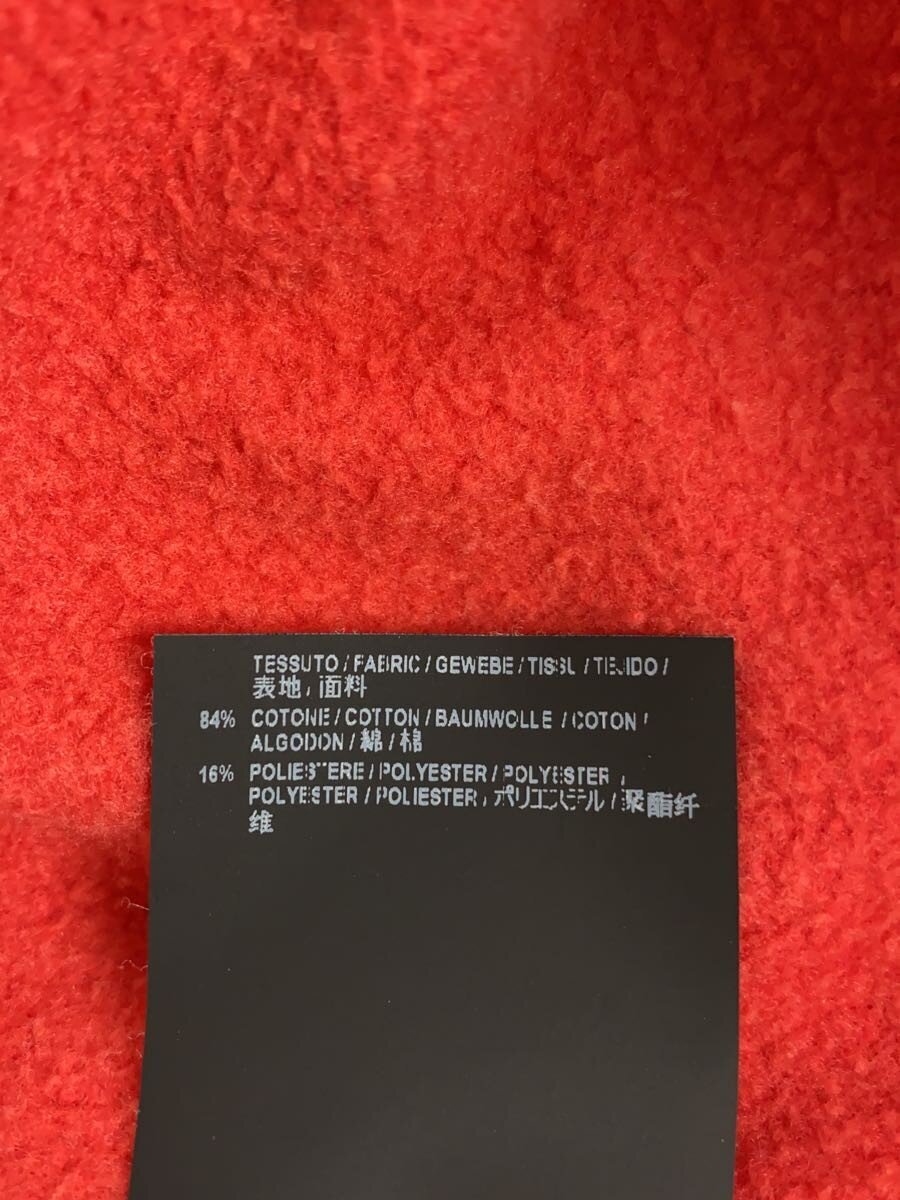 TESSUTO / FABRIC / GEWEBE / TISSU / TEJIDO /
表地 / 面料
84% COTONE / COTTON / BAUMWOLLE / COTON /
ALGODON / 綿 / 棉
16% POLIESTERE / POLYESTER / POLYESTER /
POLYESTER / POLIESTER / ポリエステル / 聚酯纤
维